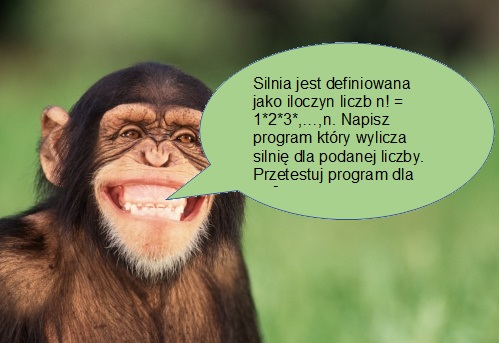 Silnia jest definiowana
jako iloczyn liczb n! =
1*2*3*,...,n. Napisz
program który wylicza
silnię dla podanej liczby.
Przetestuj program dla